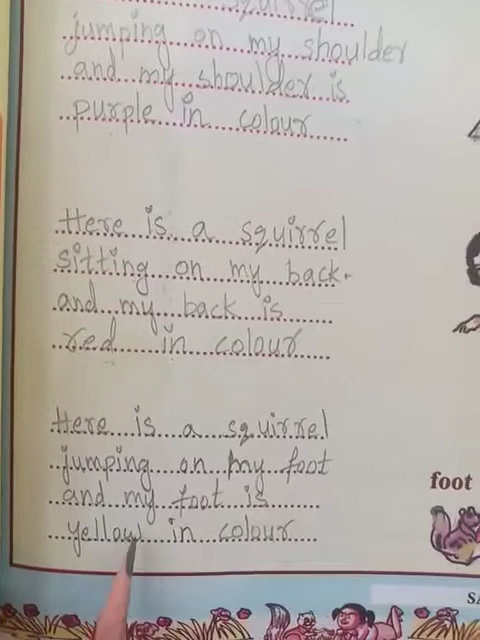 squirrel
jumping on my shoulder
and my shoulder is
purple in colour
Here is a squirrel
sitting on my back.
and my back is
red in colour
Here is a squirrel
jumping on my foot
and my foot is
yellow in colour
foot